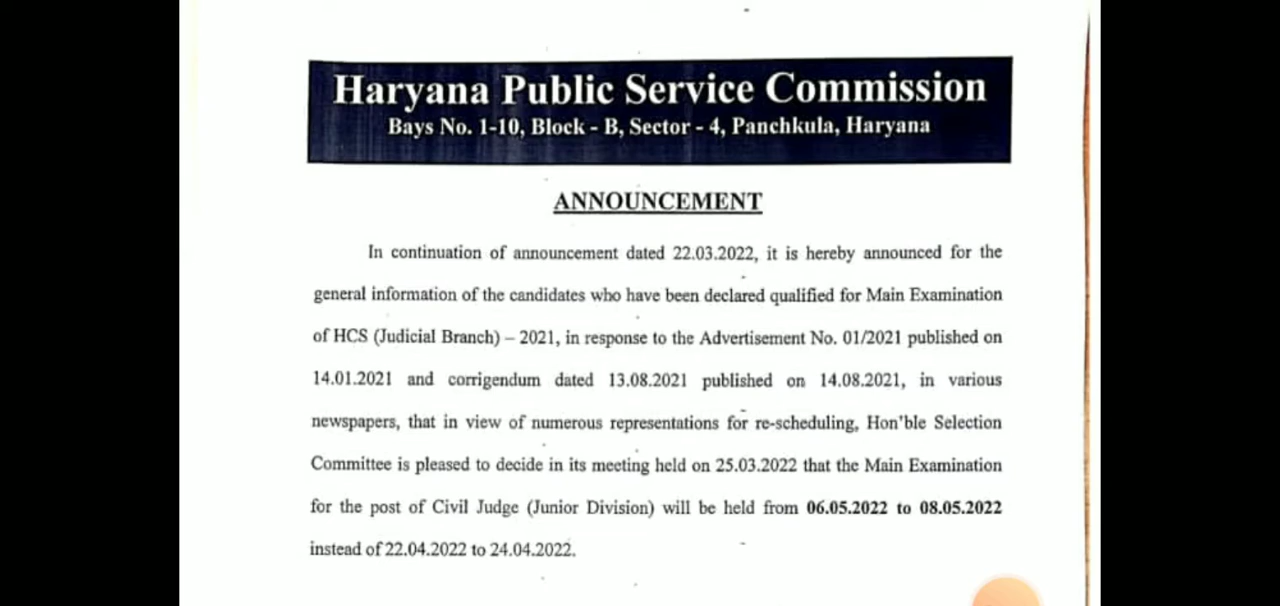 Haryana Public Service Commission
Bays No. 1-10, Block - B, Sector - 4, Panchkula, Haryana
ANNOUNCEMENT
In continuation of announcement dated 22.03.2022, it is hereby announced for the
general information of the candidates who have been declared qualified for Main Examination
of HCS (Judicial Branch) – 2021, in response to the Advertisement No. 01/2021 published on
14.01.2021 and corrigendum dated 13.08.2021 published on 14.08.2021, in various
newspapers, that in view of numerous representations for re-scheduling, Hon'ble Selection
Committee is pleased to decide in its meeting held on 25.03.2022 that the Main Examination
for the post of Civil Judge (Junior Division) will be held from 06.05.2022 to 08.05.2022
instead of 22.04.2022 to 24.04.2022.